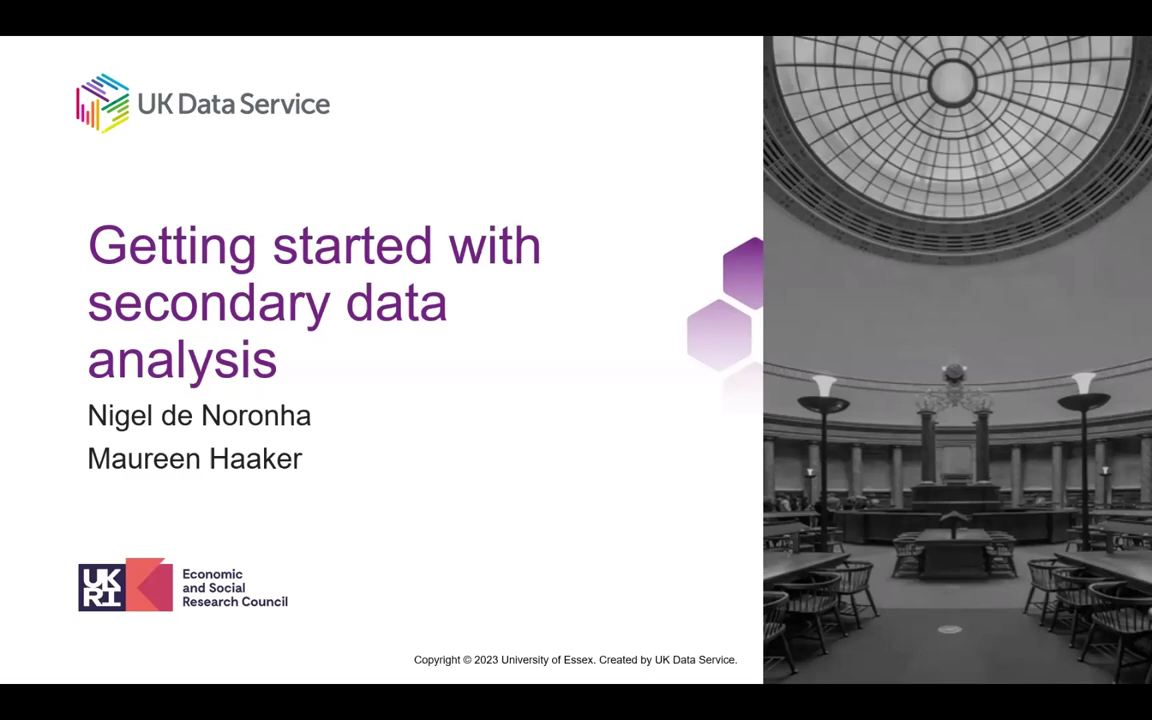 UK Data Service
Getting started with
secondary data
analysis
Nigel de Noronha
Maureen Haaker
UK
RI
Economic
and Social
Research Council
Copyright © 2023 University of Essex. Created by UK Data Service.